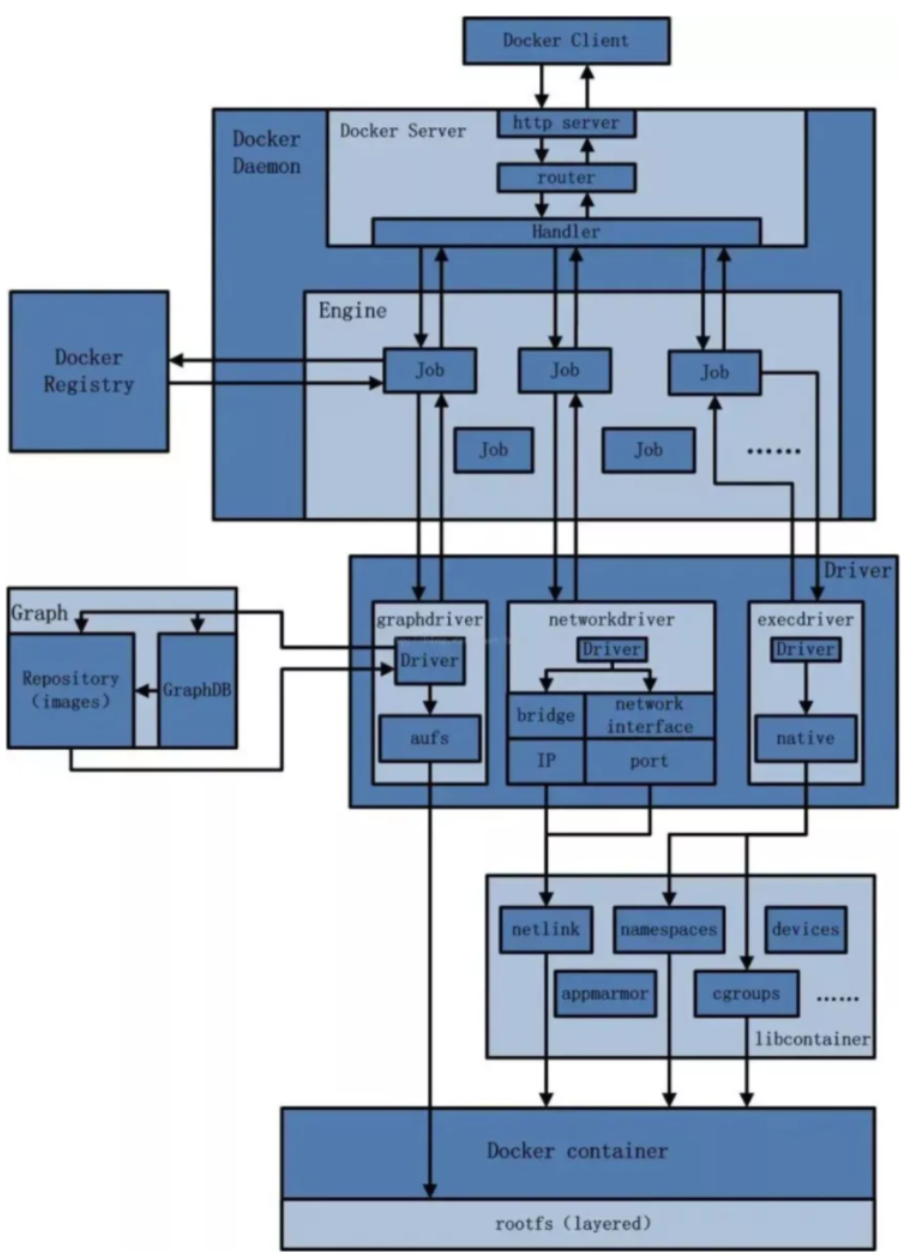 Docker Client
Docker
Daemon
Docker Server
http server
router
Handler
Engine
Docker
Registry
Job
Job
Job
Job
Job
......
Driver
Graph
Repository
(images)
GraphDB
graphdriver
Driver
aufs
networkdriver
Driver
bridge
network
interface
IP
port
execdriver
Driver
native
netlink
namespaces
devices
appmarmor
cgroups
......
libcontainer
Docker container
rootfs (layered)